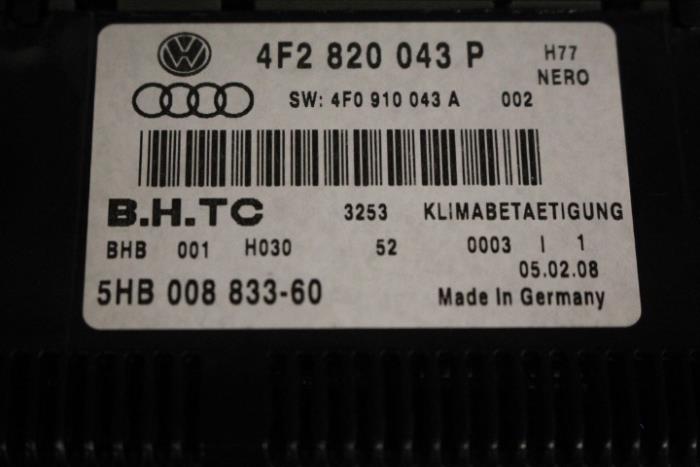 4F2 820 043 P H77
NERO
SW: 4F0 910 043 A 002
B.H.TC 3253 KLIMABETAETIGUNG
BHB 001 H030 52 0003 I 1
05.02.08
5HB 008 833-60 Made In Germany